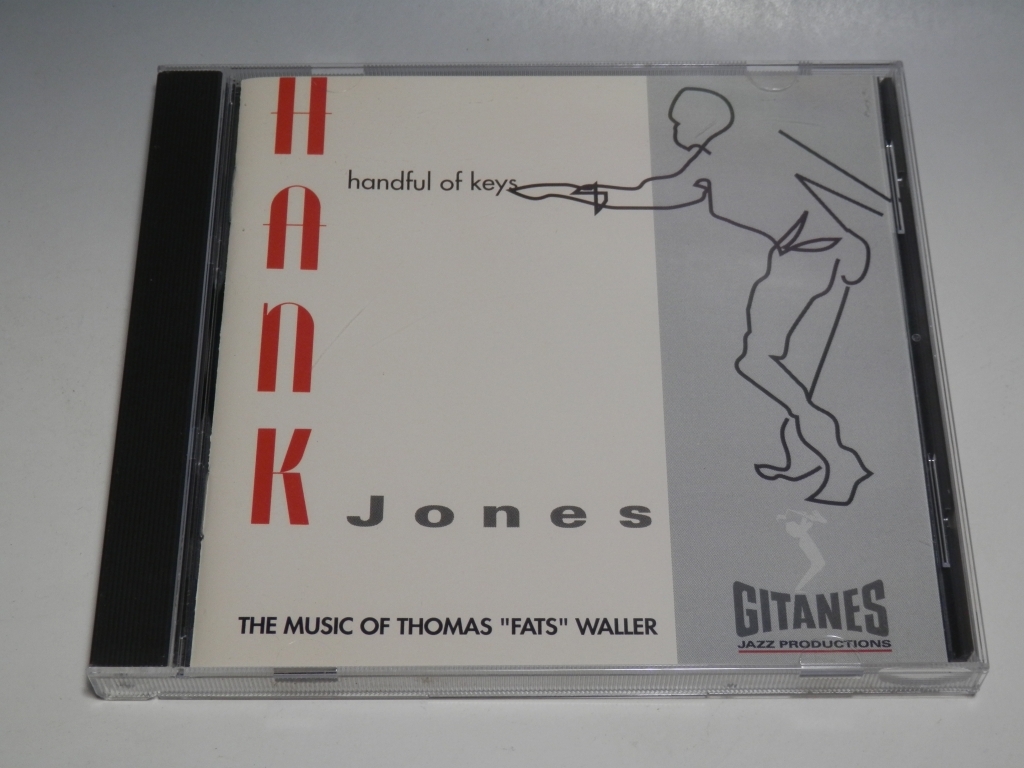 HANK
handful of keys
Jones
THE MUSIC OF THOMAS "FATS" WALLER
GITANES
JAZZ PRODUCTIONS